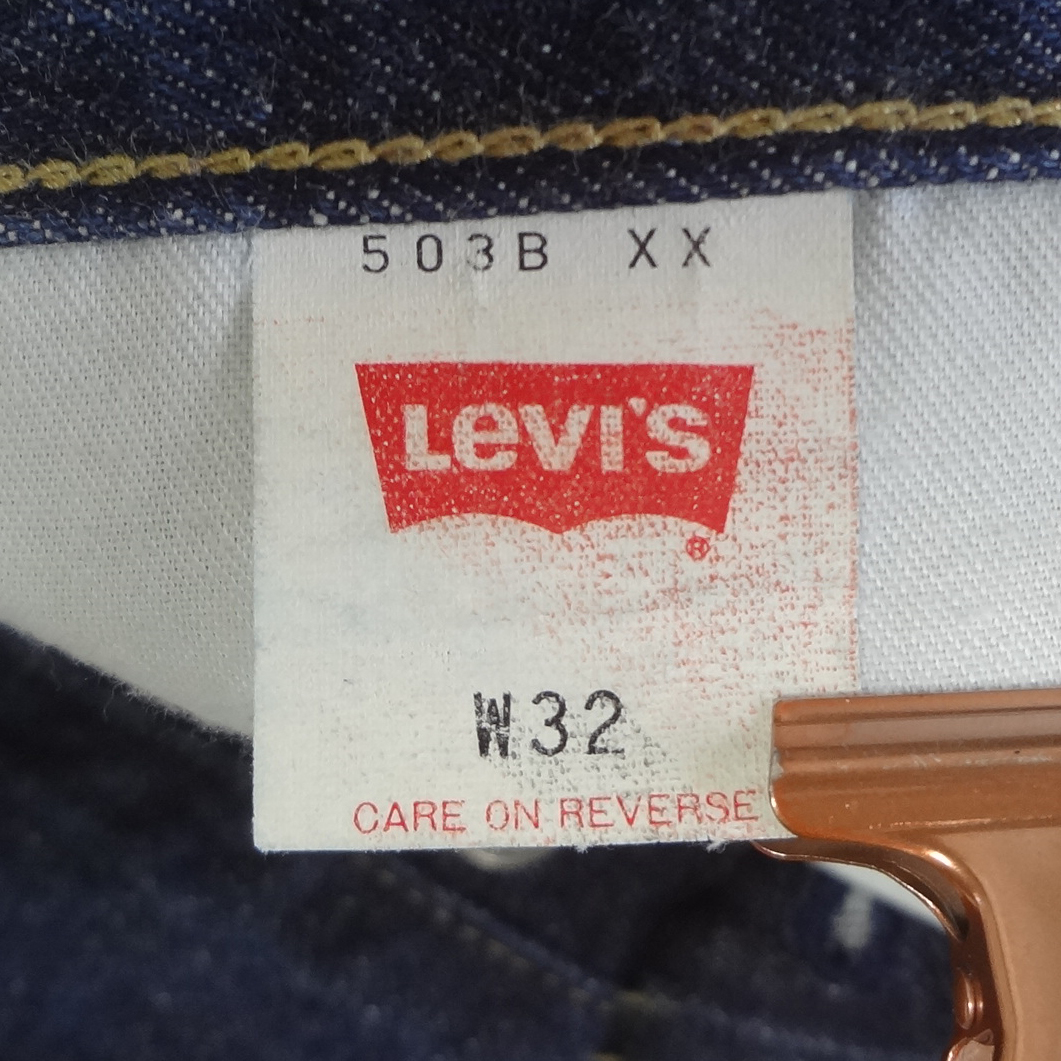 503B XX
LEVI'S
®
W32
CARE ON REVERSE